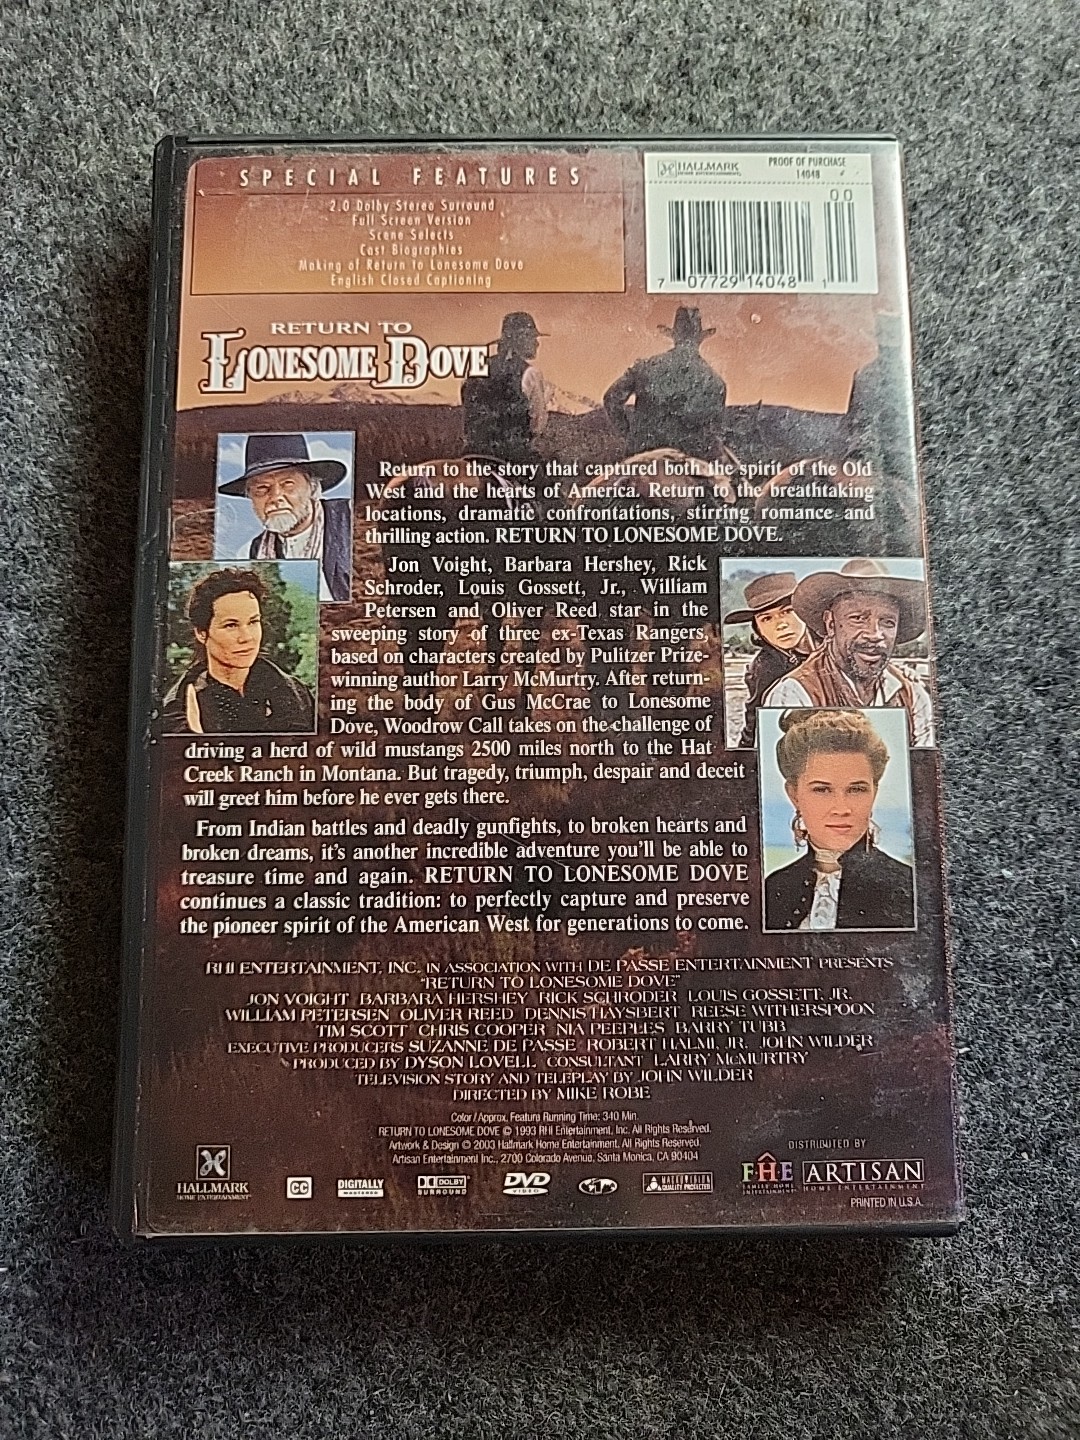 SPECIAL FEATURES
2.0 Dolby Stereo Surround
Full Screen Version
Scene Selects
Cast Biographies
Making of Return to Lonesome Dove
English Closed Captioning
HALLMARK
HOME ENTERTAINMENT
PROOF OF PURCHASE
14048
00
7 07729 14048 1
RETURN TO
LONESOME DOVE
Return to the story that captured both the spirit of the Old
West and the hearts of America. Return to the breathtaking
locations, dramatic confrontations, stirring romance and
thrilling action. RETURN TO LONESOME DOVE.
Jon Voight, Barbara Hershey, Rick
Schroder, Louis Gossett, Jr., William
Petersen and Oliver Reed star in the
sweeping story of three ex-Texas Rangers,
based on characters created by Pulitzer Prize-
winning author Larry McMurtry. After return-
ing the body of Gus McCrae to Lonesome
Dove, Woodrow Call takes on the challenge of
driving a herd of wild mustangs 2500 miles north to the Hat
Creek Ranch in Montana. But tragedy, triumph, despair and deceit
will greet him before he ever gets there.
From Indian battles and deadly gunfights, to broken hearts and
broken dreams, it's another incredible adventure you'll be able to
treasure time and again. RETURN TO LONESOME DOVE
continues a classic tradition: to perfectly capture and preserve
the pioneer spirit of the American West for generations to come.
RHI ENTERTAINMENT, INC. IN ASSOCIATION WITH DE PASSE ENTERTAINMENT PRESENTS
"RETURN TO LONESOME DOVE"
JON VOIGHT BARBARA HERSHEY RICK SCHRODER LOUIS GOSSETT, JR.
WILLIAM PETERSEN OLIVER REED DENNIS HAYSBERT REESE WITHERSPOON
TIM SCOTT CHRIS COOPER NIA PEEPLES BARRY TUBB
EXECUTIVE PRODUCERS SUZANNE DE PASSE ROBERT HALMI, JR. JOHN WILDER
PRODUCED BY DYSON LOVELL CONSULTANT LARRY McMURTRY
TELEVISION STORY AND TELEPLAY BY JOHN WILDER
DIRECTED BY MIKE ROBE
Color/Approx. Feature Running Time: 340 Min.
RETURN TO LONESOME DOVE © 1993 RHI Entertainment, Inc. All Rights Reserved.
Artwork & Design © 2003 Hallmark Home Entertainment. All Rights Reserved.
Artisan Entertainment Inc., 2700 Colorado Avenue, Santa Monica, CA 90404
HALLMARK
HOME ENTERTAINMENT
CC
DIGITALLY
MASTERED
DOLBY
SURROUND
DVD
VIDEO
MACROVISION
QUALITY PROTECTED
DISTRIBUTED BY
FHE
FAMILY HOME
ENTERTAINMENT
ARTISAN
HOME ENTERTAINMENT
PRINTED IN U.S.A.